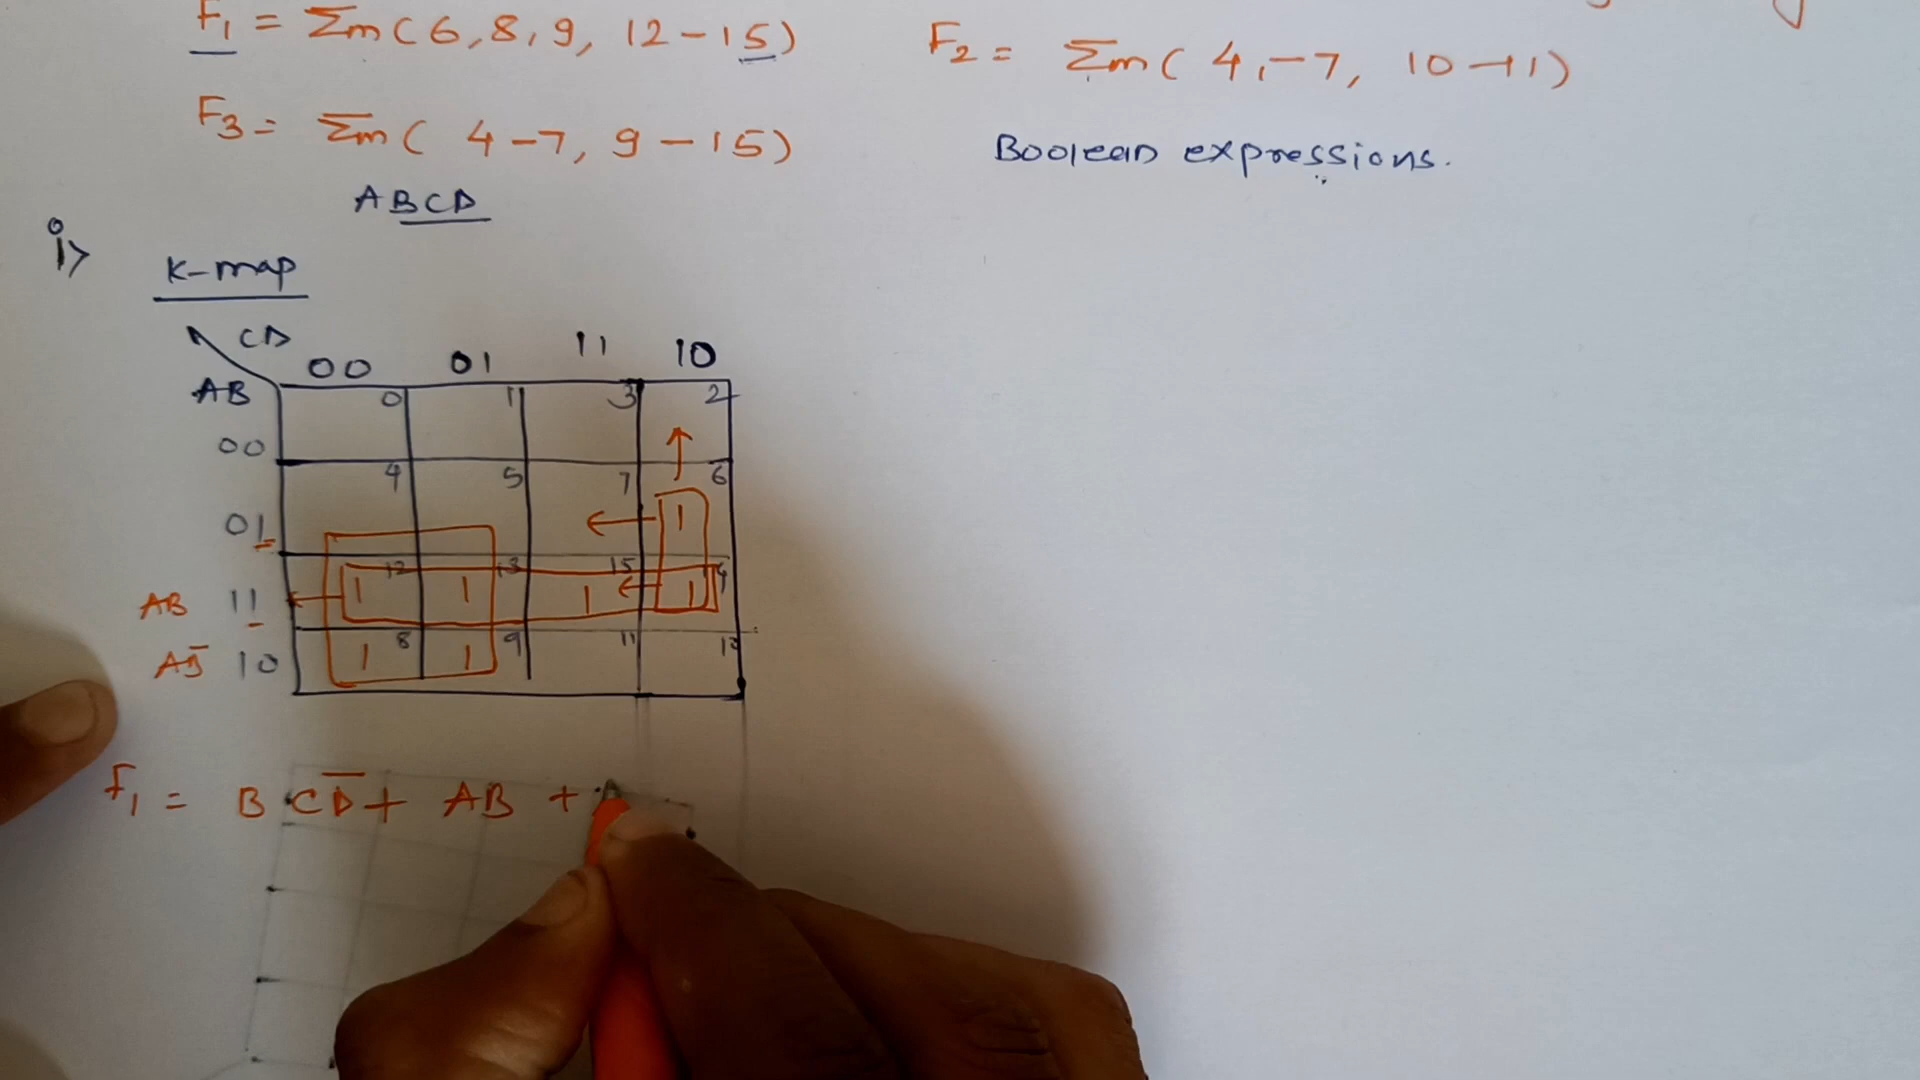 F1 = Σm(6,8,9, 12-15)
F2 = Σm( 4,-7, 10-11)
F3 = Σm( 4-7, 9-15)
Boolean expressions.
ABCD
i>
K-map
CD
00 01 11 10
AB
0 1 3 2
00
4 5 7 6
01 1
12 13 15 14
AB 11 1 1 1 1
8 9 11 10
AB̅ 10 1 1
F1 = B C D̅ + AB +